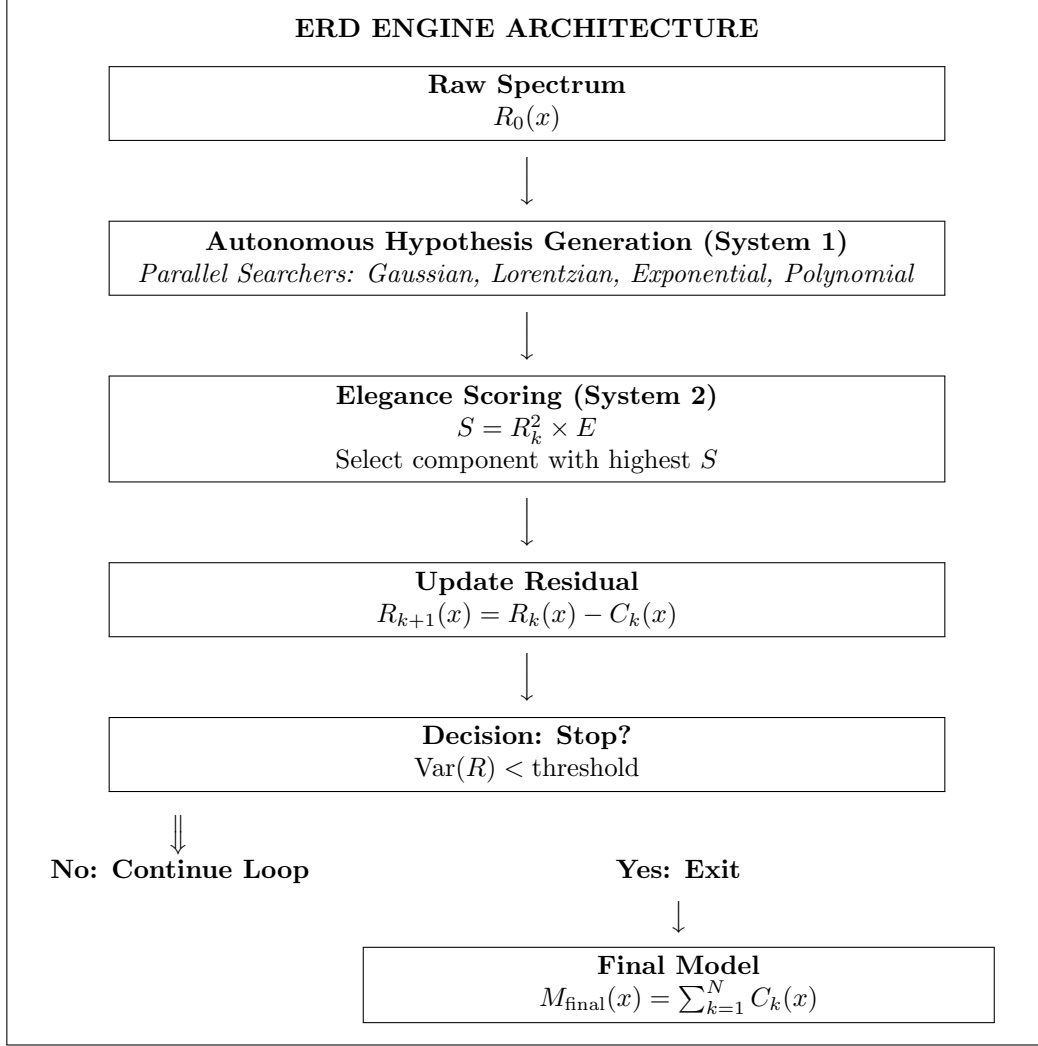 ERD ENGINE ARCHITECTURE
Raw Spectrum
R₀(x)
Autonomous Hypothesis Generation (System 1)
Parallel Searchers: Gaussian, Lorentzian, Exponential, Polynomial
Elegance Scoring (System 2)
S = R²ₖ × E
Select component with highest S
Update Residual
Rₖ₊₁(x) = Rₖ(x) − Cₖ(x)
Decision: Stop?
Var(R) < threshold
No: Continue Loop
Yes: Exit
Final Model
M_final(x) = ∑ᴺₖ₌₁ Cₖ(x)